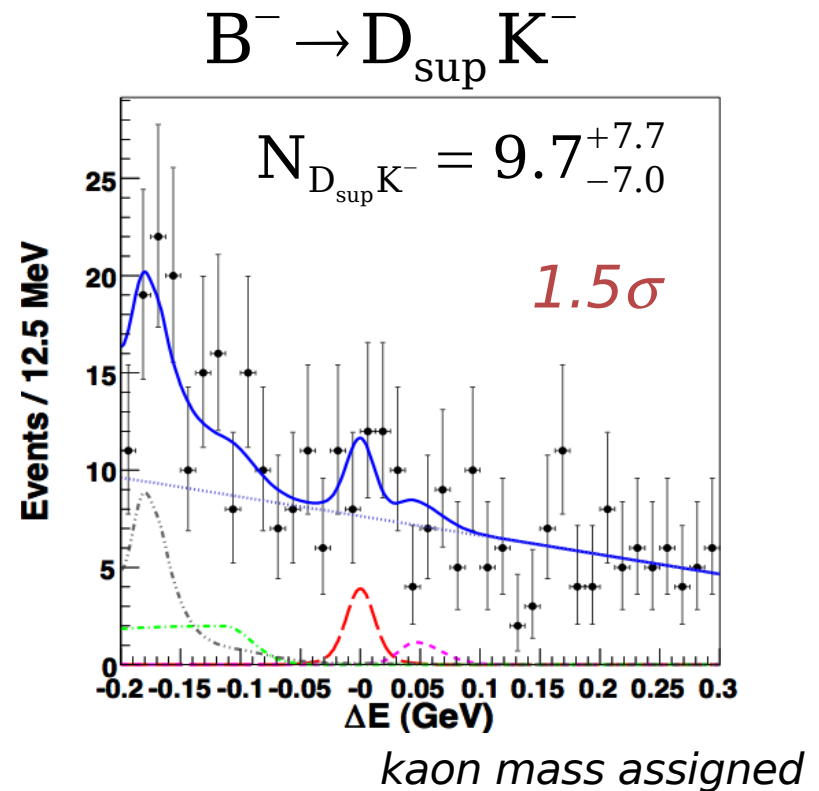 B⁻ → D_sup K⁻
N_{D_sup K⁻} = 9.7 +7.7 −7.0
1.5σ
Events / 12.5 MeV
25
20
15
10
5
0
-0.2 -0.15 -0.1 -0.05 -0 0.05 0.1 0.15 0.2 0.25 0.3
ΔE (GeV)
kaon mass assigned